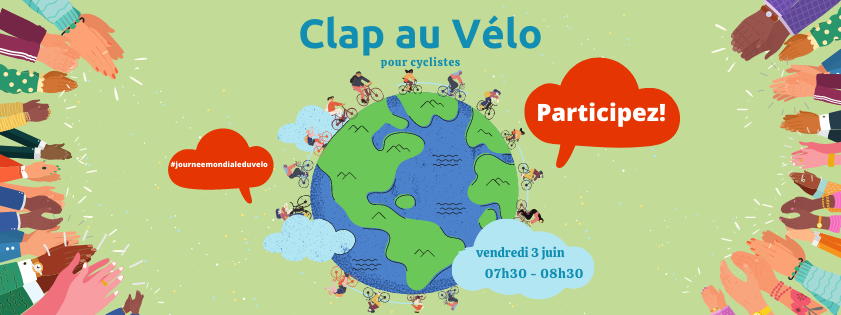 Clap au Vélo
pour cyclistes
Participez!
#journeemondialeduvelo
vendredi 3 juin
07h30 - 08h30